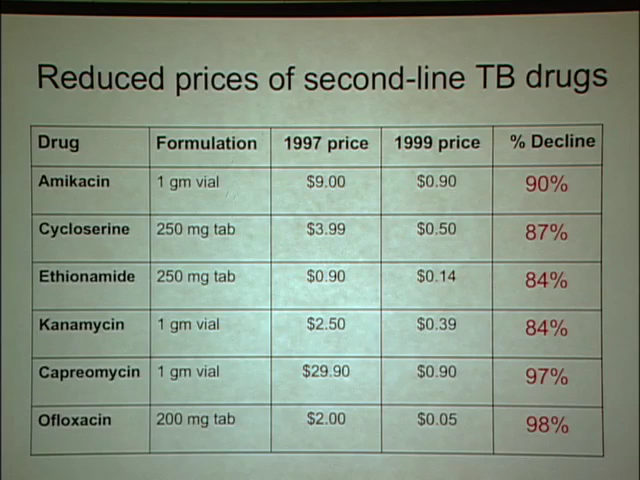 Reduced prices of second-line TB drugs
Drug Formulation 1997 price 1999 price % Decline
Amikacin 1 gm vial $9.00 $0.90 90%
Cycloserine 250 mg tab $3.99 $0.50 87%
Ethionamide 250 mg tab $0.90 $0.14 84%
Kanamycin 1 gm vial $2.50 $0.39 84%
Capreomycin 1 gm vial $29.90 $0.90 97%
Ofloxacin 200 mg tab $2.00 $0.05 98%